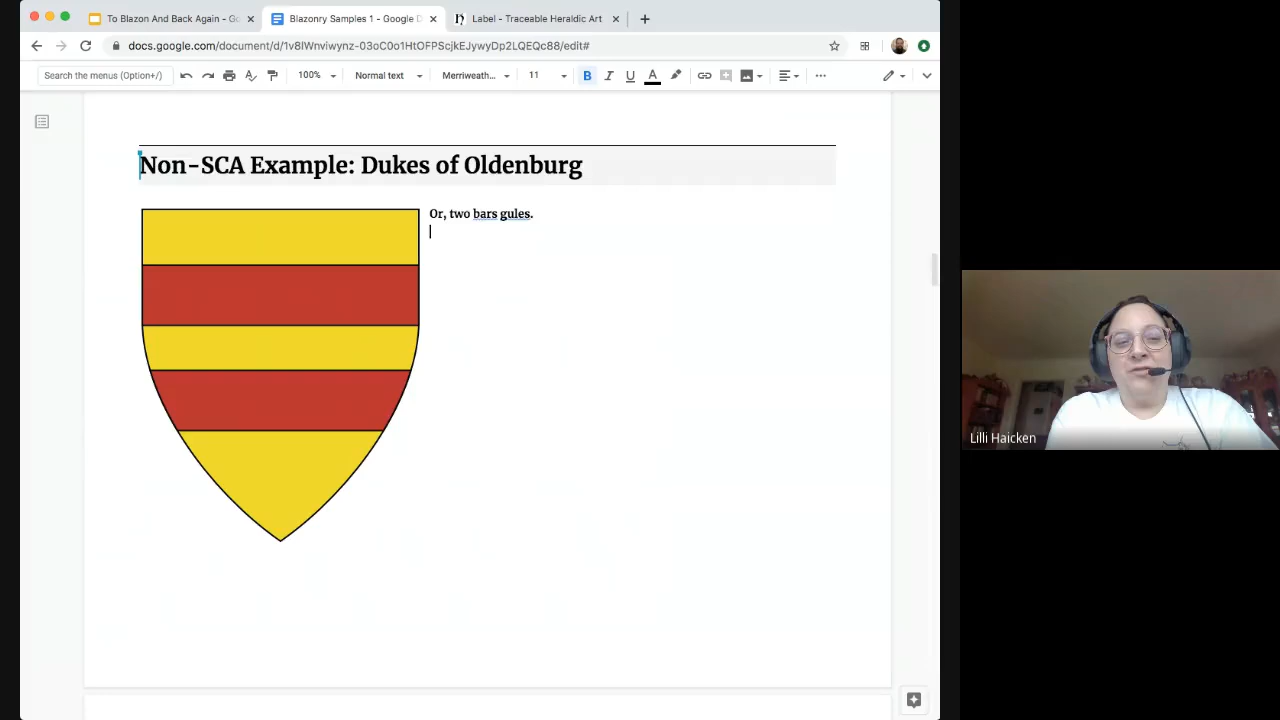 To Blazon And Back Again - Go
Blazonry Samples 1 - Google D
Label - Traceable Heraldic Art
docs.google.com/document/d/1v8lWnviwynz-03oC0o1HtOFPScjkEJywyDp2LQEQc88/edit#
Search the menus (Option+/)
100%
Normal text
Merriweath...
11
B
I
U
A
Non-SCA Example: Dukes of Oldenburg
Or, two bars gules.
Lilli Haicken